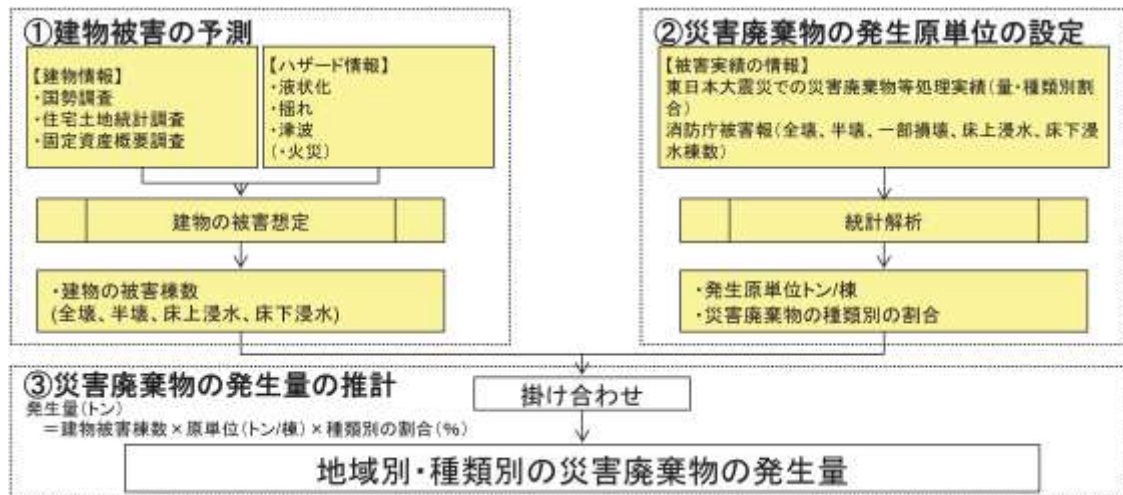 ①建物被害の予測
【建物情報】
・国勢調査
・住宅土地統計調査
・固定資産概要調査
【ハザード情報】
・液状化
・揺れ
・津波
(・火災)
建物の被害想定
・建物の被害棟数
(全壊、半壊、床上浸水、床下浸水)
②災害廃棄物の発生原単位の設定
【被害実績の情報】
東日本大震災での災害廃棄物等処理実績(量・種類別割
合)
消防庁被害報(全壊、半壊、一部損壊、床上浸水、床下浸
水棟数)
統計解析
・発生原単位トン/棟
・災害廃棄物の種類別の割合
③災害廃棄物の発生量の推計
発生量(トン)
=建物被害棟数×原単位(トン/棟)×種類別の割合(%)
掛け合わせ
地域別・種類別の災害廃棄物の発生量